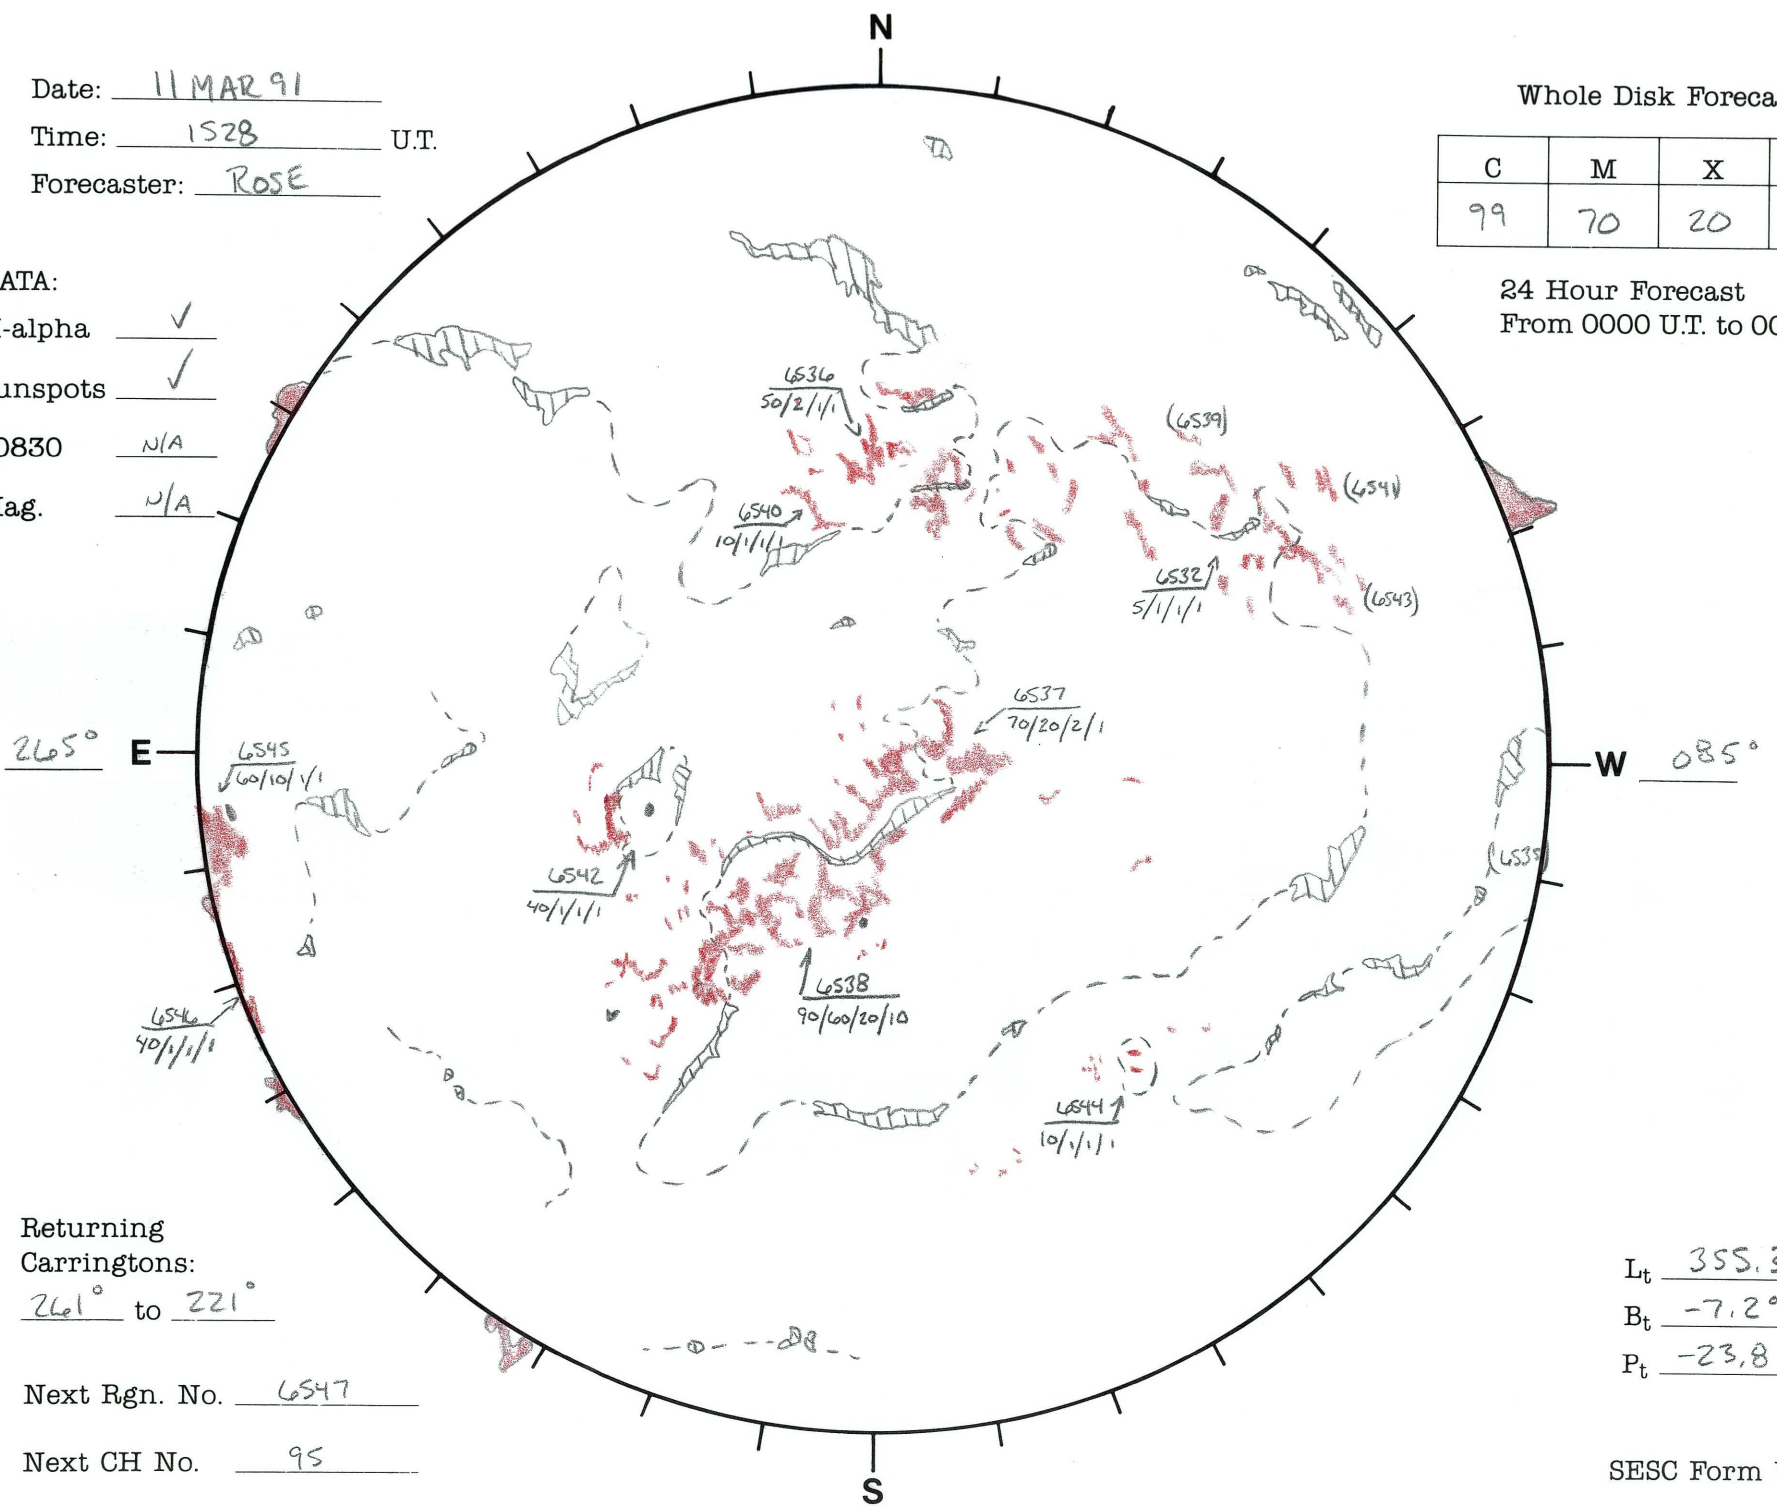 N
Date: 11 MAR 91
Time: 1528 U.T.
Forecaster: ROSE
Whole Disk Foreca
C M X
99 70 20
24 Hour Forecast
From 0000 U.T. to 00
ATA:
-alpha ✓
unspots ✓
0830 N/A
ag. N/A
6536
50/2/1/1
(6539)
(6541)
6540
10/1/1/1
6532
5/1/1/1
(6543)
6537
70/20/2/1
265° E
W 085°
6545
60/10/1/1
6542
40/1/1/1
(6535
6538
90/60/20/10
6546
40/1/1/1
6544
10/1/1/1
Returning
Carringtons:
261° to 221°
Lt 355.3
Bt -7.2°
Pt -23.8
Next Rgn. No. 6547
Next CH No. 95
SESC Form
S